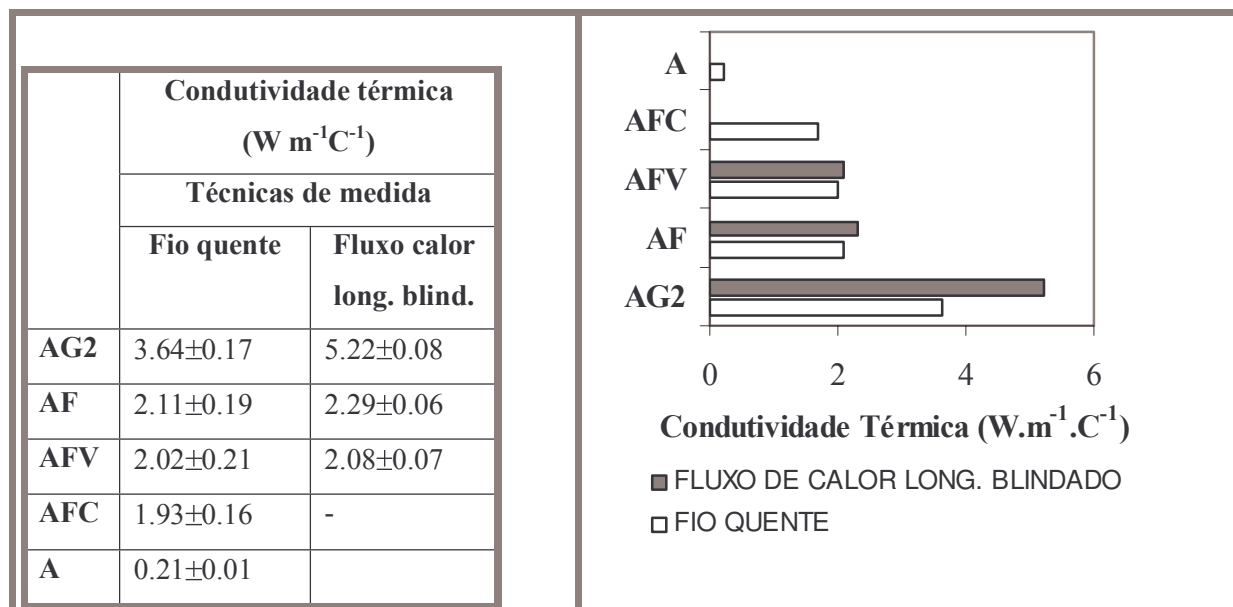 Condutividade térmica
(W m⁻¹C⁻¹)
Técnicas de medida
Fio quente
Fluxo calor
long. blind.
AG2 3.64±0.17 5.22±0.08
AF 2.11±0.19 2.29±0.06
AFV 2.02±0.21 2.08±0.07
AFC 1.93±0.16 -
A 0.21±0.01
A
AFC
AFV
AF
AG2
0 2 4 6
Condutividade Térmica (W.m⁻¹.C⁻¹)
FLUXO DE CALOR LONG. BLINDADO
FIO QUENTE